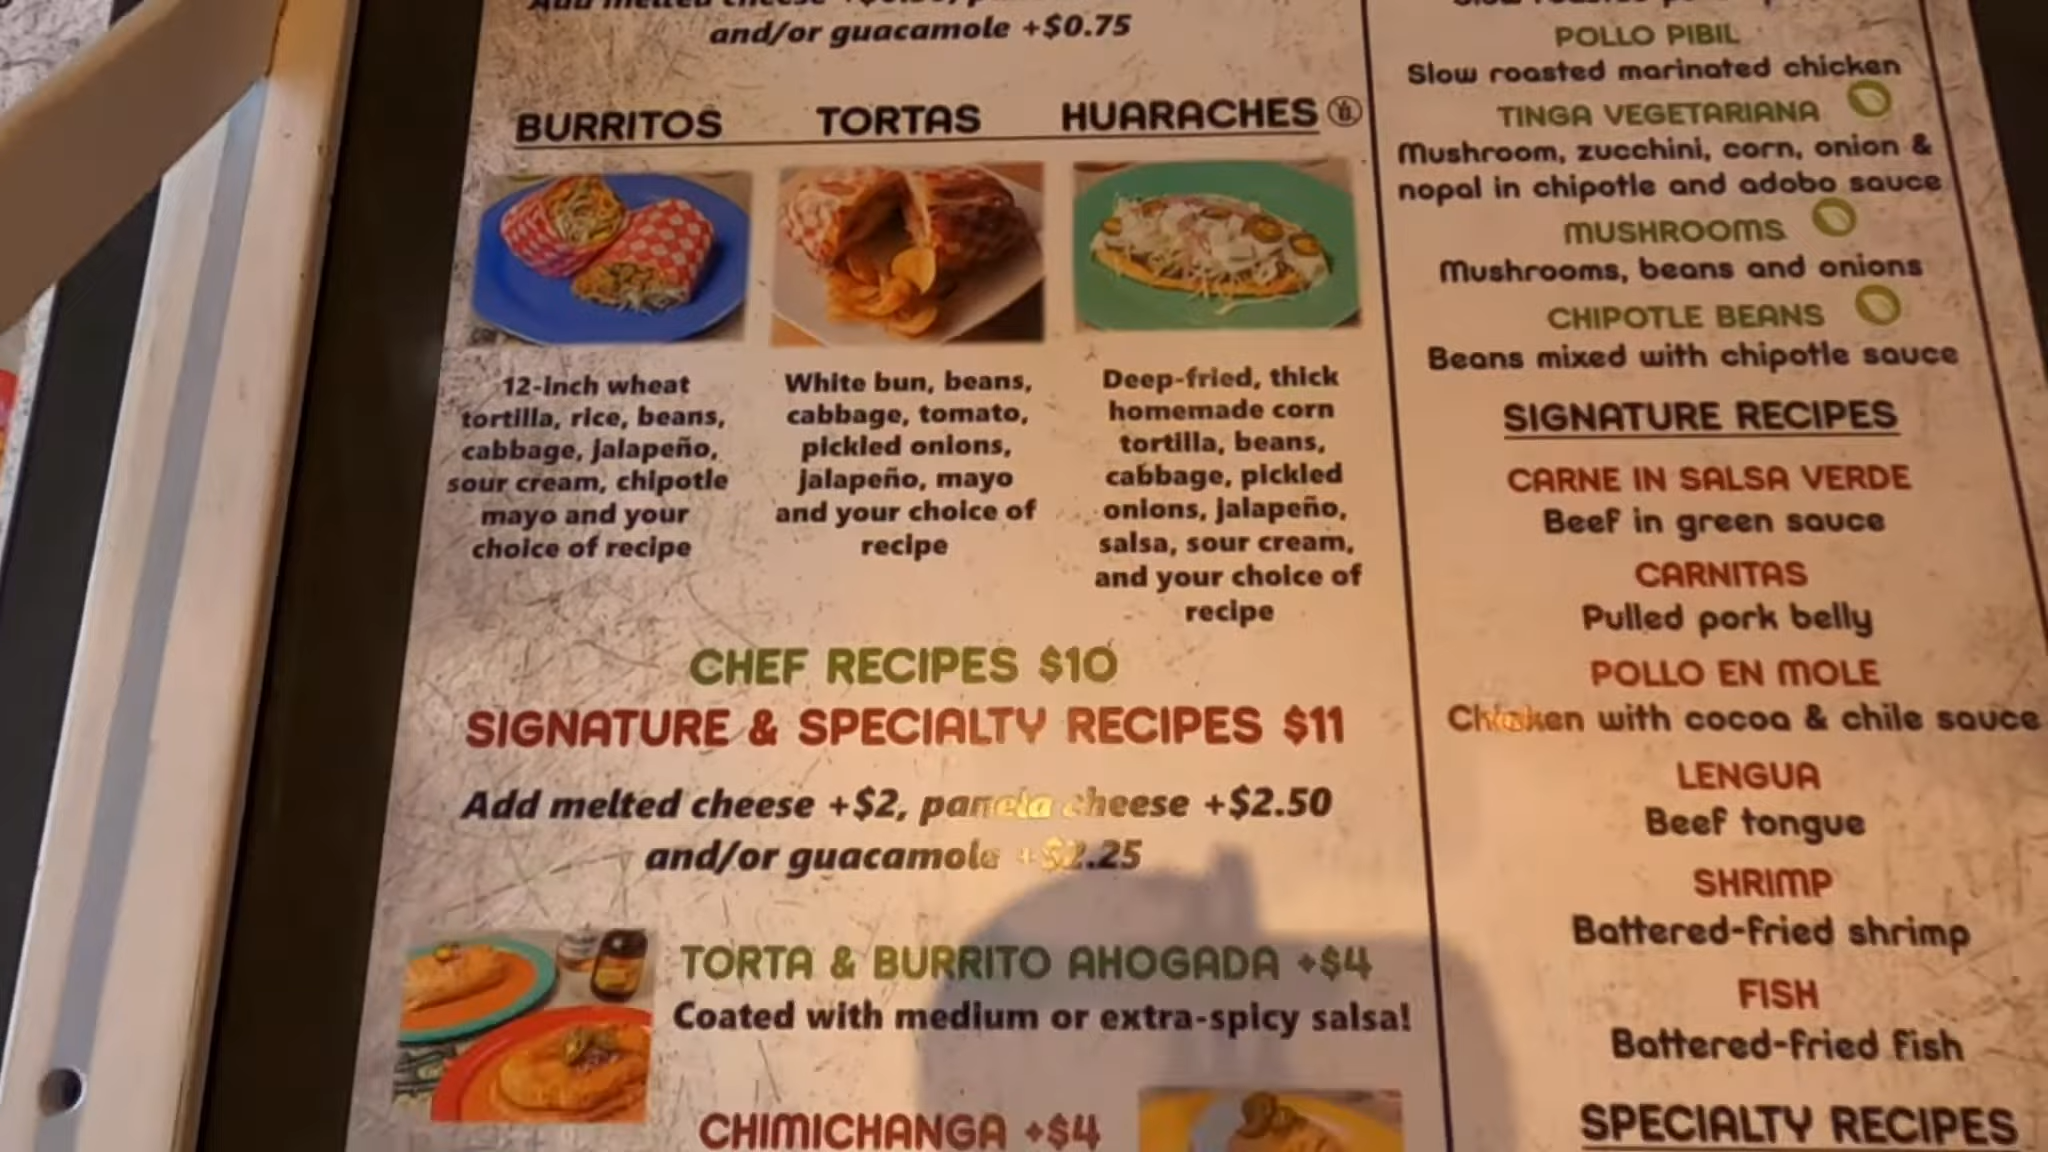 and/or guacamole +$0.75
BURRITOS
12-inch wheat
tortilla, rice, beans,
cabbage, jalapeño,
sour cream, chipotle
mayo and your
choice of recipe
TORTAS
White bun, beans,
cabbage, tomato,
pickled onions,
jalapeño, mayo
and your choice of
recipe
HUARACHES
Deep-fried, thick
homemade corn
tortilla, beans,
cabbage, pickled
onions, jalapeño,
salsa, sour cream,
and your choice of
recipe
CHEF RECIPES $10
SIGNATURE & SPECIALTY RECIPES $11
Add melted cheese +$2, panela cheese +$2.50
and/or guacamole
TORTA & BURRITO AHOGADA +$4
Coated with medium or extra-spicy salsa!
CHIMICHANGA +$4
POLLO PIBIL
Slow roasted marinated chicken
TINGA VEGETARIANA
Mushroom, zucchini, corn, onion &
nopal in chipotle and adobo sauce
MUSHROOMS
Mushrooms, beans and onions
CHIPOTLE BEANS
Beans mixed with chipotle sauce
SIGNATURE RECIPES
CARNE IN SALSA VERDE
Beef in green sauce
CARNITAS
Pulled pork belly
POLLO EN MOLE
Chicken with cocoa & chile sauce
LENGUA
Beef tongue
SHRIMP
Battered-fried shrimp
FISH
Battered-fried fish
SPECIALTY RECIPES